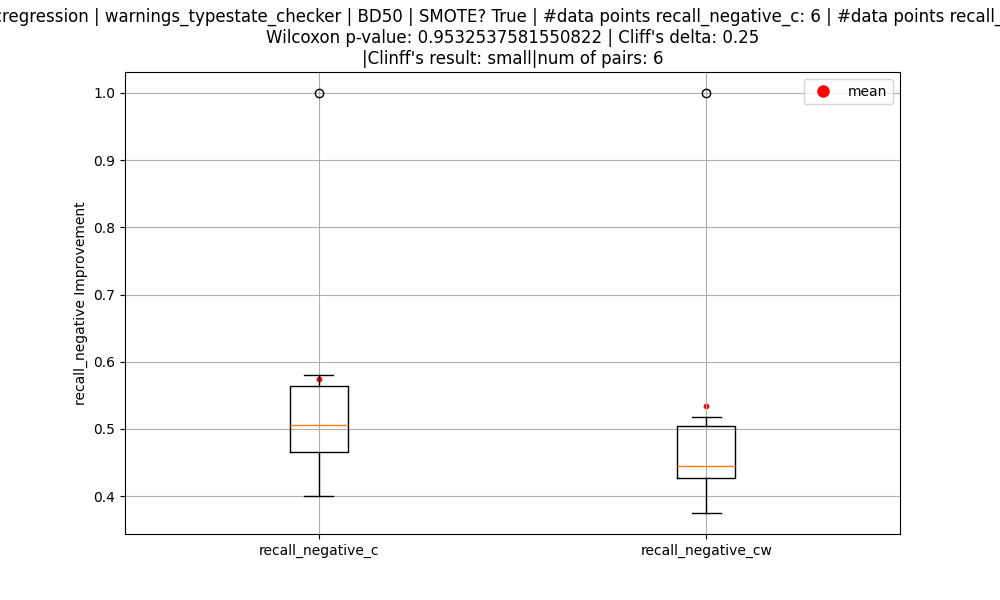 regression | warnings_typestate_checker | BD50 | SMOTE? True | #data points recall_negative_c: 6 | #data points recall_
Wilcoxon p-value: 0.9532537581550822 | Cliff's delta: 0.25
|Clinff's result: small|num of pairs: 6
mean
1.0
0.9
0.8
0.7
0.6
0.5
0.4
recall_negative Improvement
recall_negative_c
recall_negative_cw